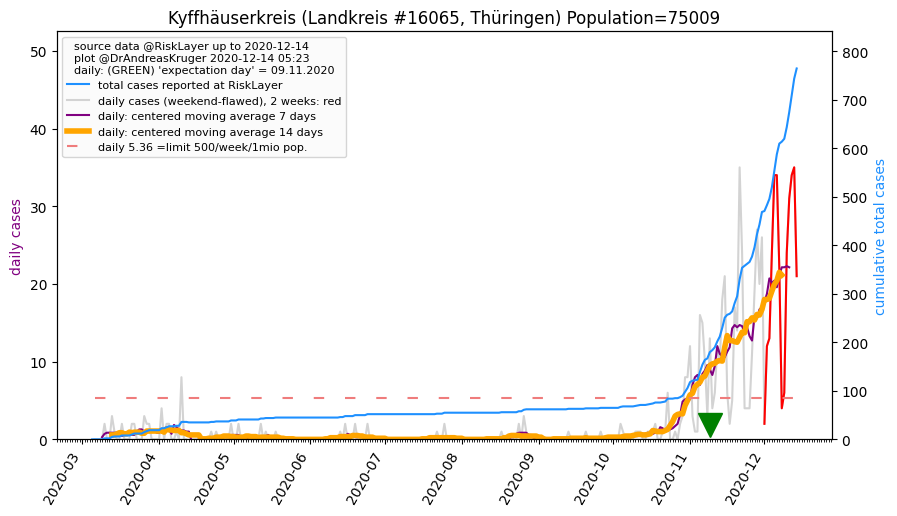 Kyffhäuserkreis (Landkreis #16065, Thüringen) Population=75009
source data @RiskLayer up to 2020-12-14
plot @DrAndreasKruger 2020-12-14 05:23
daily: (GREEN) 'expectation day' = 09.11.2020
total cases reported at RiskLayer
daily cases (weekend-flawed), 2 weeks: red
daily: centered moving average 7 days
daily: centered moving average 14 days
daily 5.36 =limit 500/week/1mio pop.
daily cases
50
40
30
20
10
0
cumulative total cases
800
700
600
500
400
300
200
100
0
2020-03
2020-04
2020-05
2020-06
2020-07
2020-08
2020-09
2020-10
2020-11
2020-12